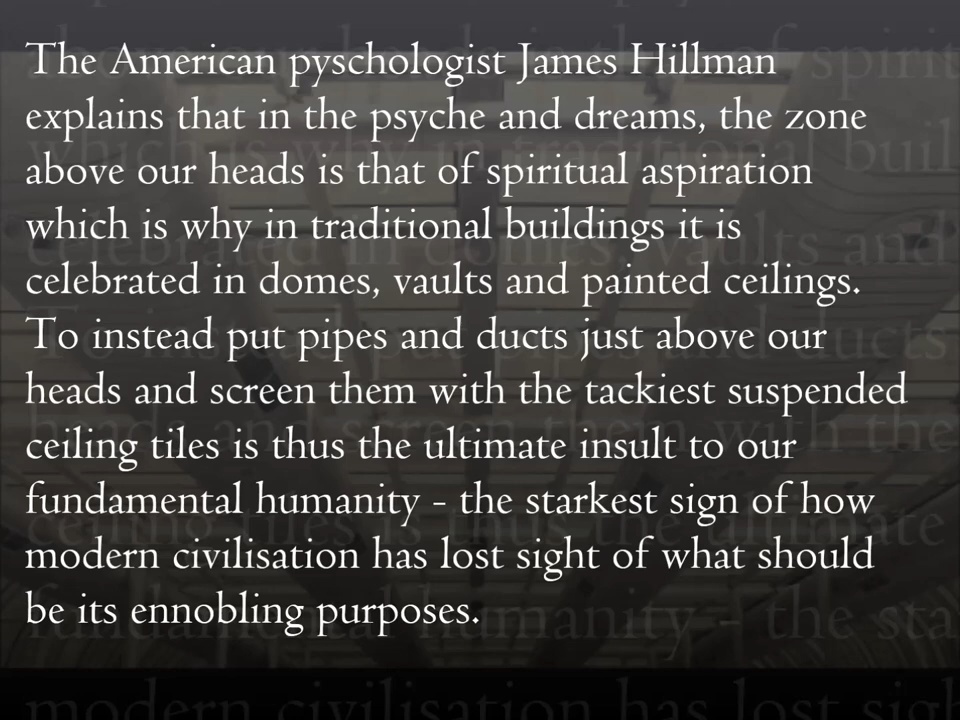 The American pyschologist James Hillman
explains that in the psyche and dreams, the zone
above our heads is that of spiritual aspiration
which is why in traditional buildings it is
celebrated in domes, vaults and painted ceilings.
To instead put pipes and ducts just above our
heads and screen them with the tackiest suspended
ceiling tiles is thus the ultimate insult to our
fundamental humanity - the starkest sign of how
modern civilisation has lost sight of what should
be its ennobling purposes.